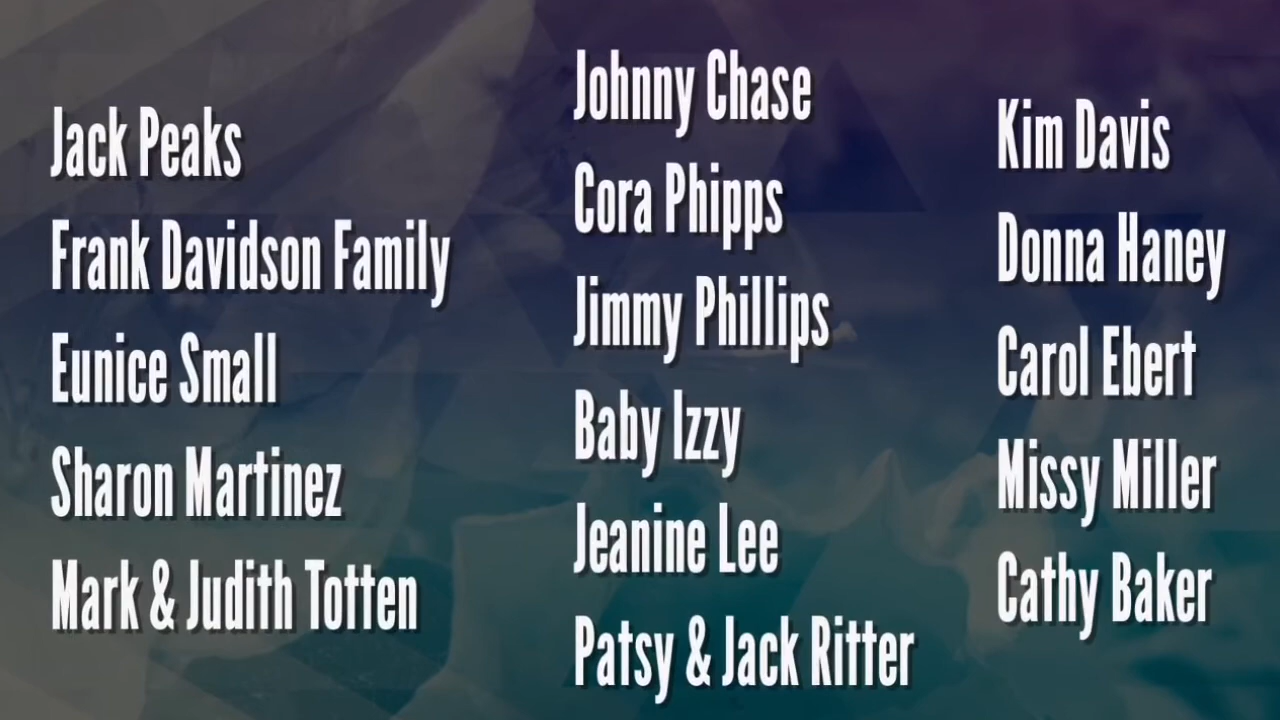 Jack Peaks
Frank Davidson Family
Eunice Small
Sharon Martinez
Mark & Judith Totten
Johnny Chase
Cora Phipps
Jimmy Phillips
Baby Izzy
Jeanine Lee
Patsy & Jack Ritter
Kim Davis
Donna Haney
Carol Ebert
Missy Miller
Cathy Baker